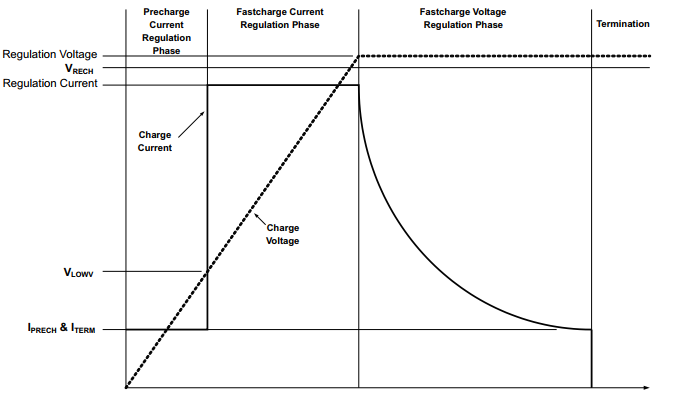 Precharge
Current
Regulation
Phase
Fastcharge Current
Regulation Phase
Fastcharge Voltage
Regulation Phase
Termination
Regulation Voltage
VRECH
Regulation Current
Charge
Current
Charge
Voltage
VLOWV
IPRECH & ITERM